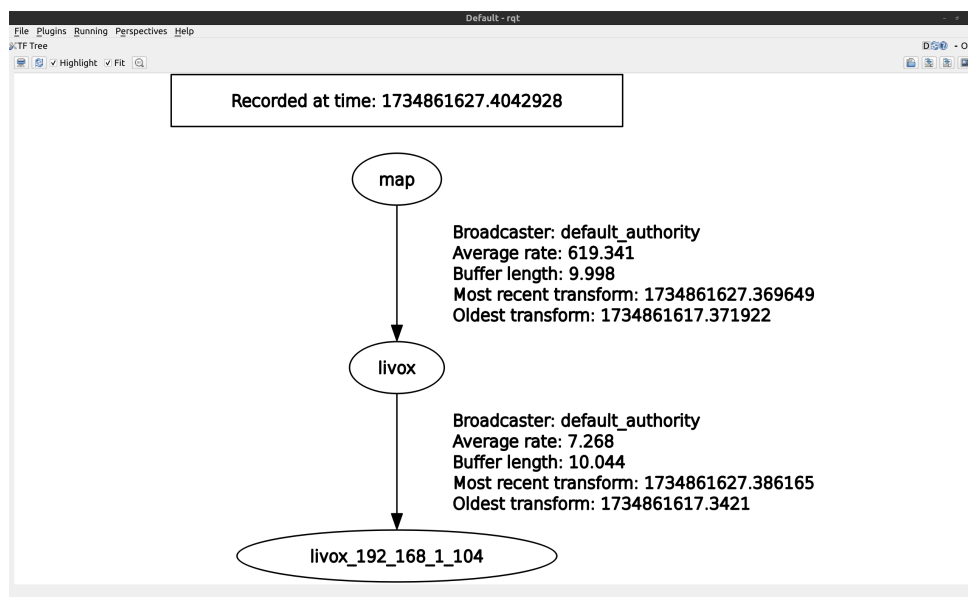 Default - rqt
File Plugins Running Perspectives Help
TF Tree
D - O
Highlight Fit
Recorded at time: 1734861627.4042928
map
Broadcaster: default_authority
Average rate: 619.341
Buffer length: 9.998
Most recent transform: 1734861627.369649
Oldest transform: 1734861617.371922
livox
Broadcaster: default_authority
Average rate: 7.268
Buffer length: 10.044
Most recent transform: 1734861627.386165
Oldest transform: 1734861617.3421
livox_192_168_1_104